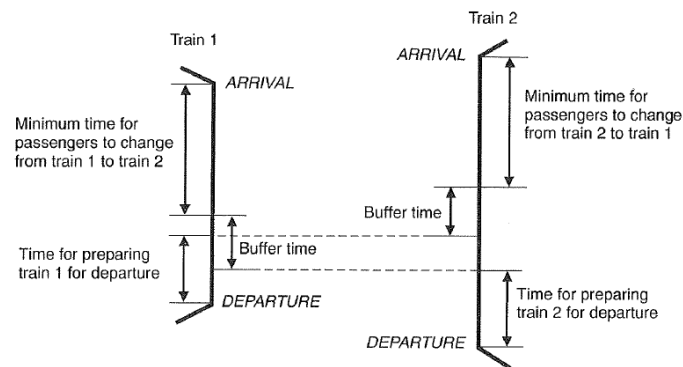 Train 1
Train 2
ARRIVAL
ARRIVAL
Minimum time for
passengers to change
from train 1 to train 2
Minimum time for
passengers to change
from train 2 to train 1
Buffer time
Time for preparing
train 1 for departure
Buffer time
DEPARTURE
Time for preparing
train 2 for departure
DEPARTURE